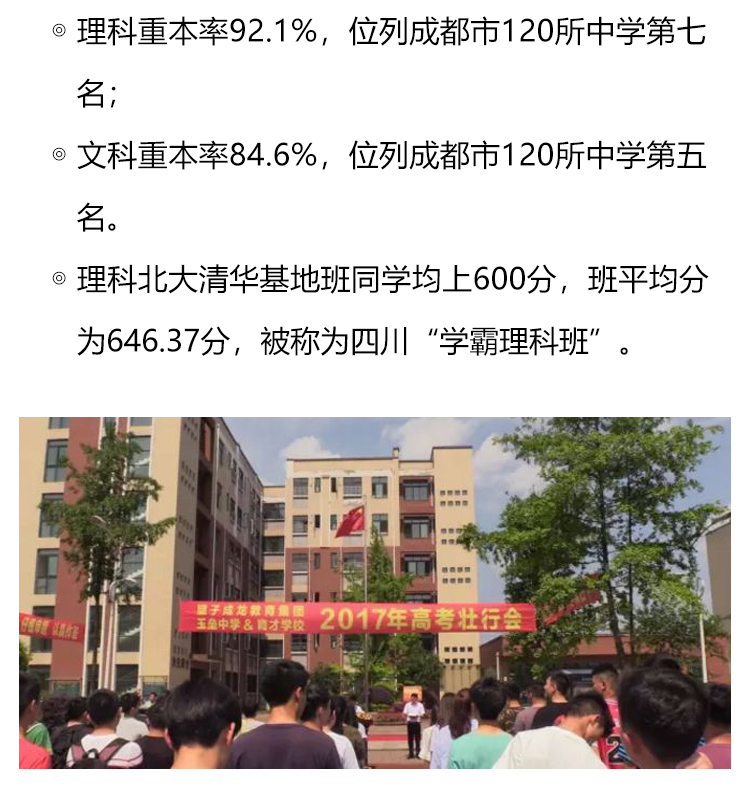 理科重本率92.1%，位列成都市120所中学第七
名；
文科重本率84.6%，位列成都市120所中学第五
名。
理科北大清华基地班同学均上600分，班平均分
为646.37分，被称为四川“学霸理科班”。
望子成龙教育集团
玉垒中学&育才学校
2017年高考壮行会